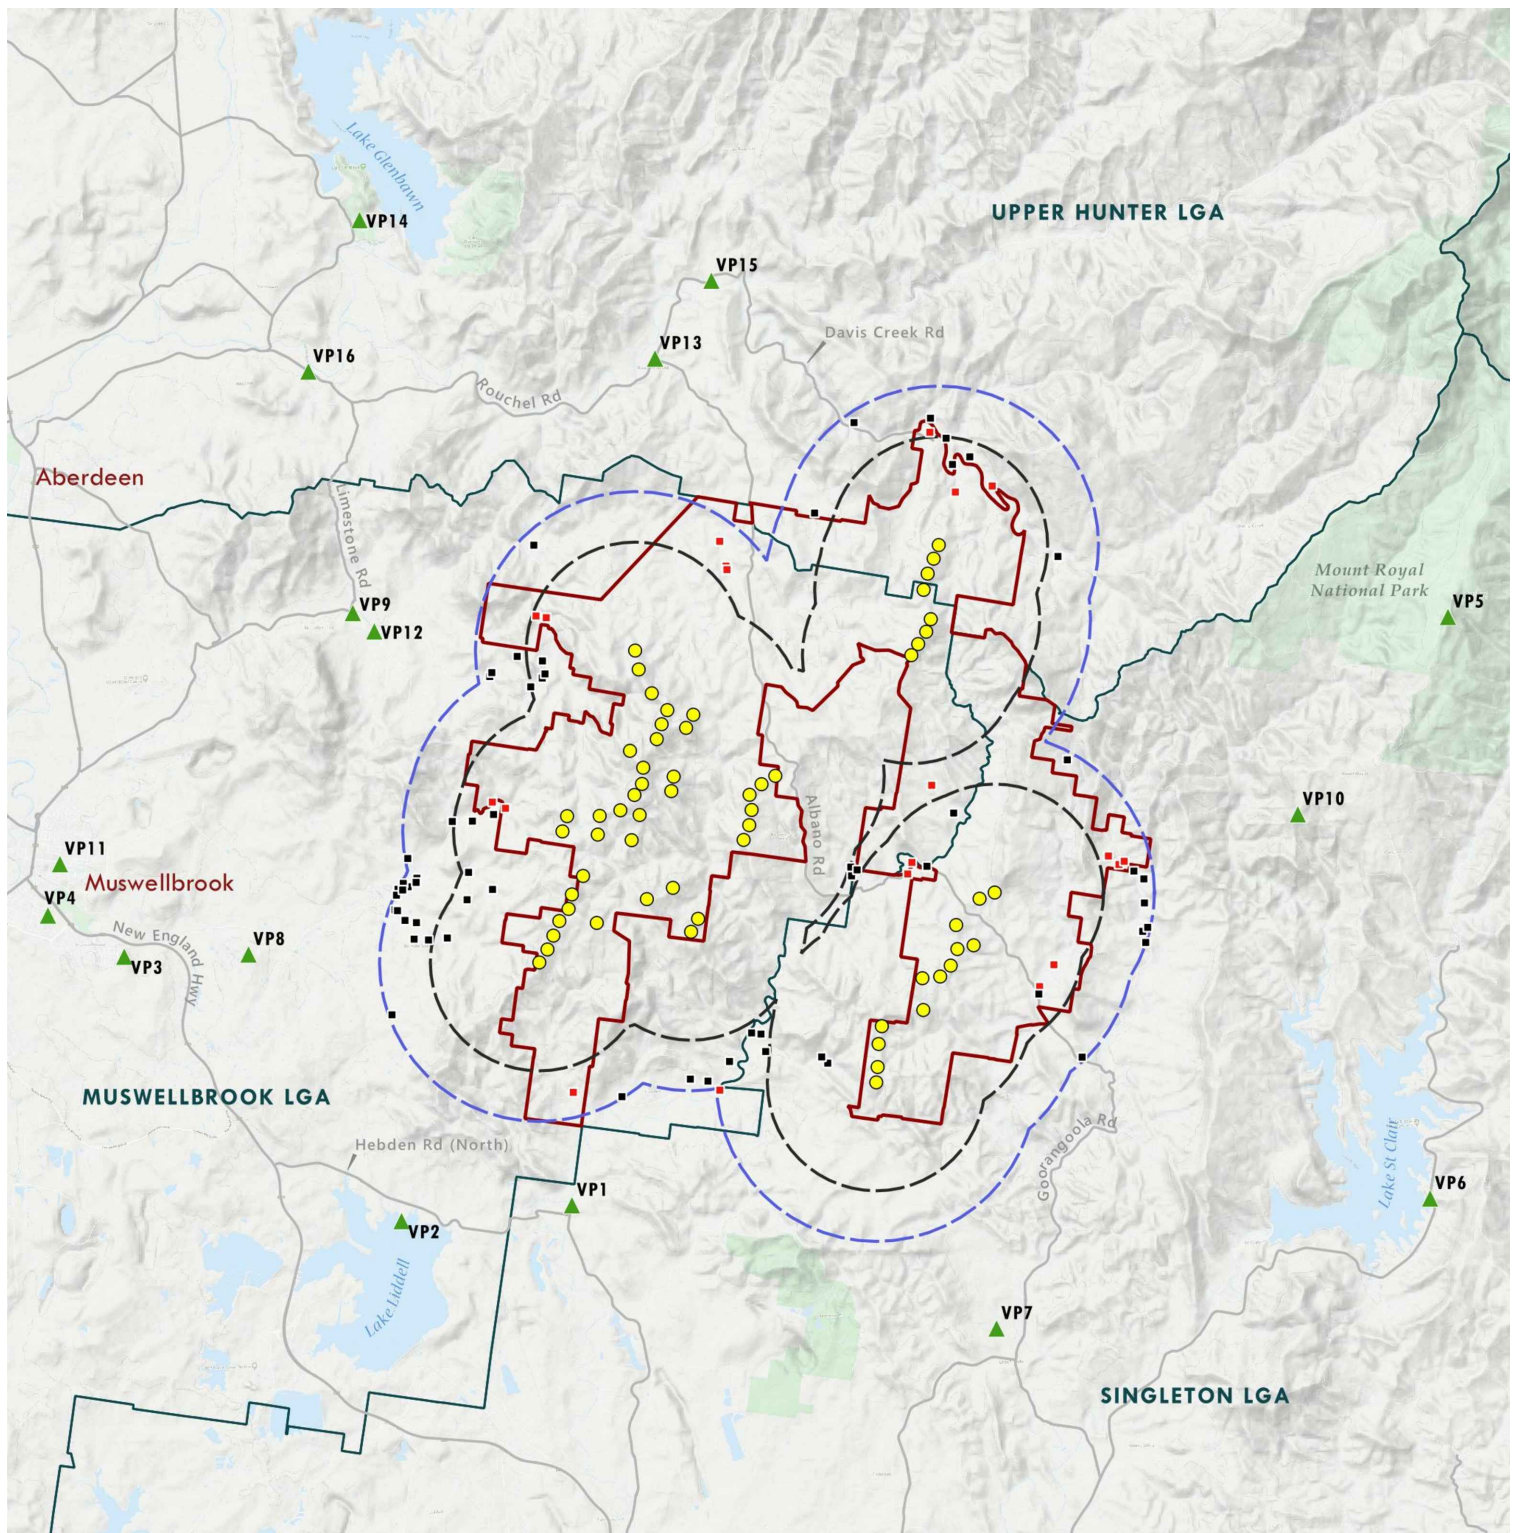 Lake Glenbawn
UPPER HUNTER LGA
VP14
VP15
Davis Creek Rd
VP13
VP16
Rouchel Rd
Aberdeen
Limestone Rd
Mount Royal
National Park
VP5
VP9
VP12
VP10
Albano Rd
VP11
Muswellbrook
VP4
New England Hwy
VP8
VP3
MUSWELLBROOK LGA
Goorangoola Rd
Hebden Rd (North)
Lake St Clair
VP6
VP1
VP2
Lake Liddell
VP7
SINGLETON LGA